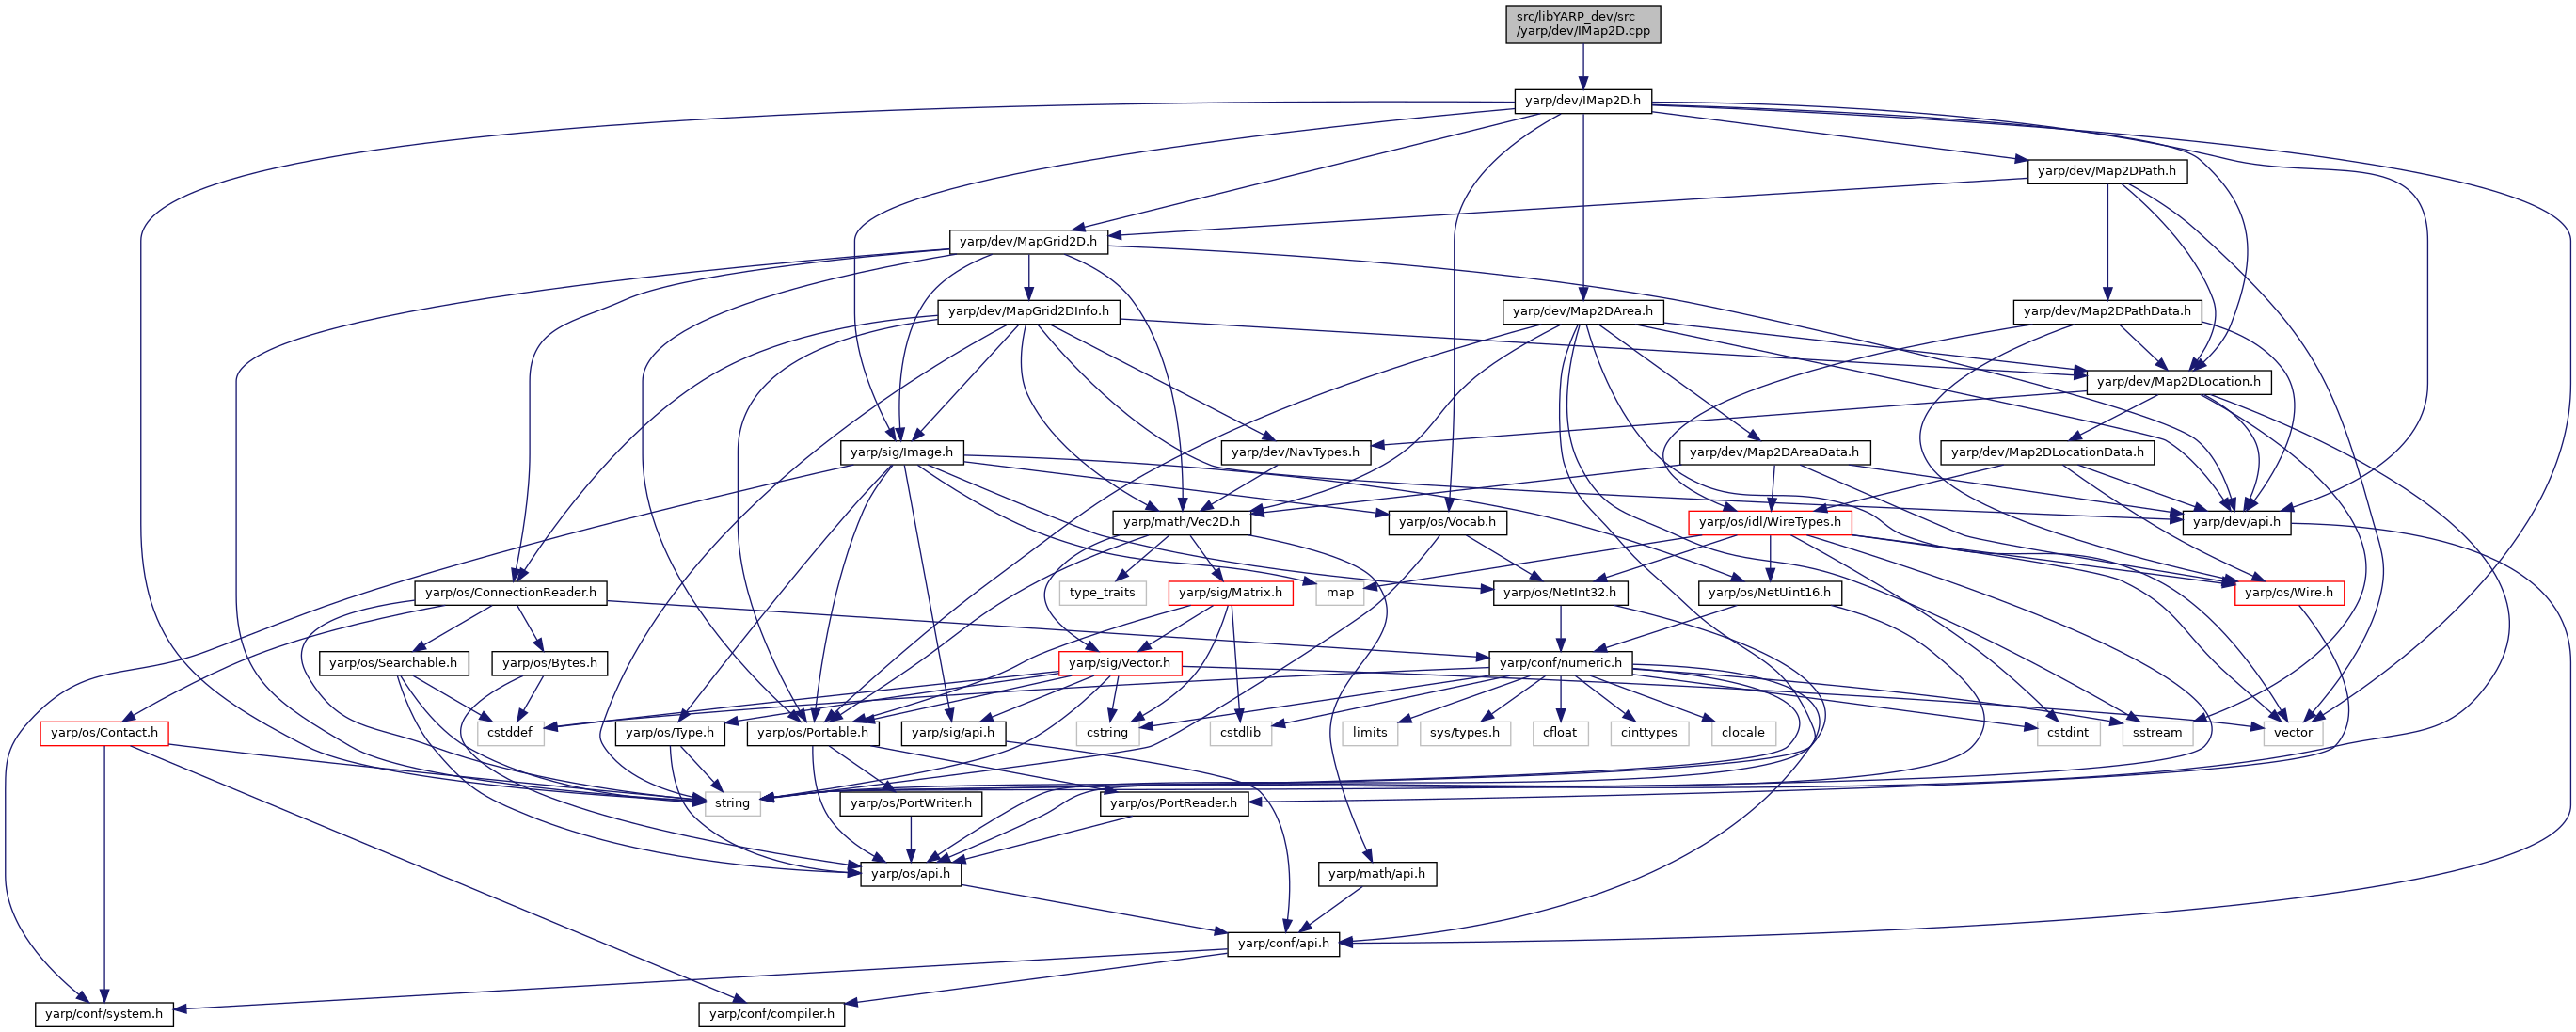 src/libYARP_dev/src
/yarp/dev/IMap2D.cpp
yarp/dev/IMap2D.h
yarp/dev/Map2DPath.h
yarp/dev/MapGrid2D.h
yarp/dev/MapGrid2DInfo.h
yarp/dev/Map2DArea.h
yarp/dev/Map2DPathData.h
yarp/dev/Map2DLocation.h
yarp/sig/Image.h
yarp/dev/NavTypes.h
yarp/dev/Map2DAreaData.h
yarp/dev/Map2DLocationData.h
yarp/math/Vec2D.h
yarp/os/Vocab.h
yarp/os/idl/WireTypes.h
yarp/dev/api.h
yarp/os/ConnectionReader.h
type_traits
yarp/sig/Matrix.h
map
yarp/os/NetInt32.h
yarp/os/NetUint16.h
yarp/os/Wire.h
yarp/os/Searchable.h
yarp/os/Bytes.h
yarp/sig/Vector.h
yarp/conf/numeric.h
yarp/os/Contact.h
cstddef
yarp/os/Type.h
yarp/os/Portable.h
yarp/sig/api.h
cstring
cstdlib
limits
sys/types.h
cfloat
cinttypes
clocale
cstdint
sstream
vector
string
yarp/os/PortWriter.h
yarp/os/PortReader.h
yarp/os/api.h
yarp/math/api.h
yarp/conf/api.h
yarp/conf/system.h
yarp/conf/compiler.h